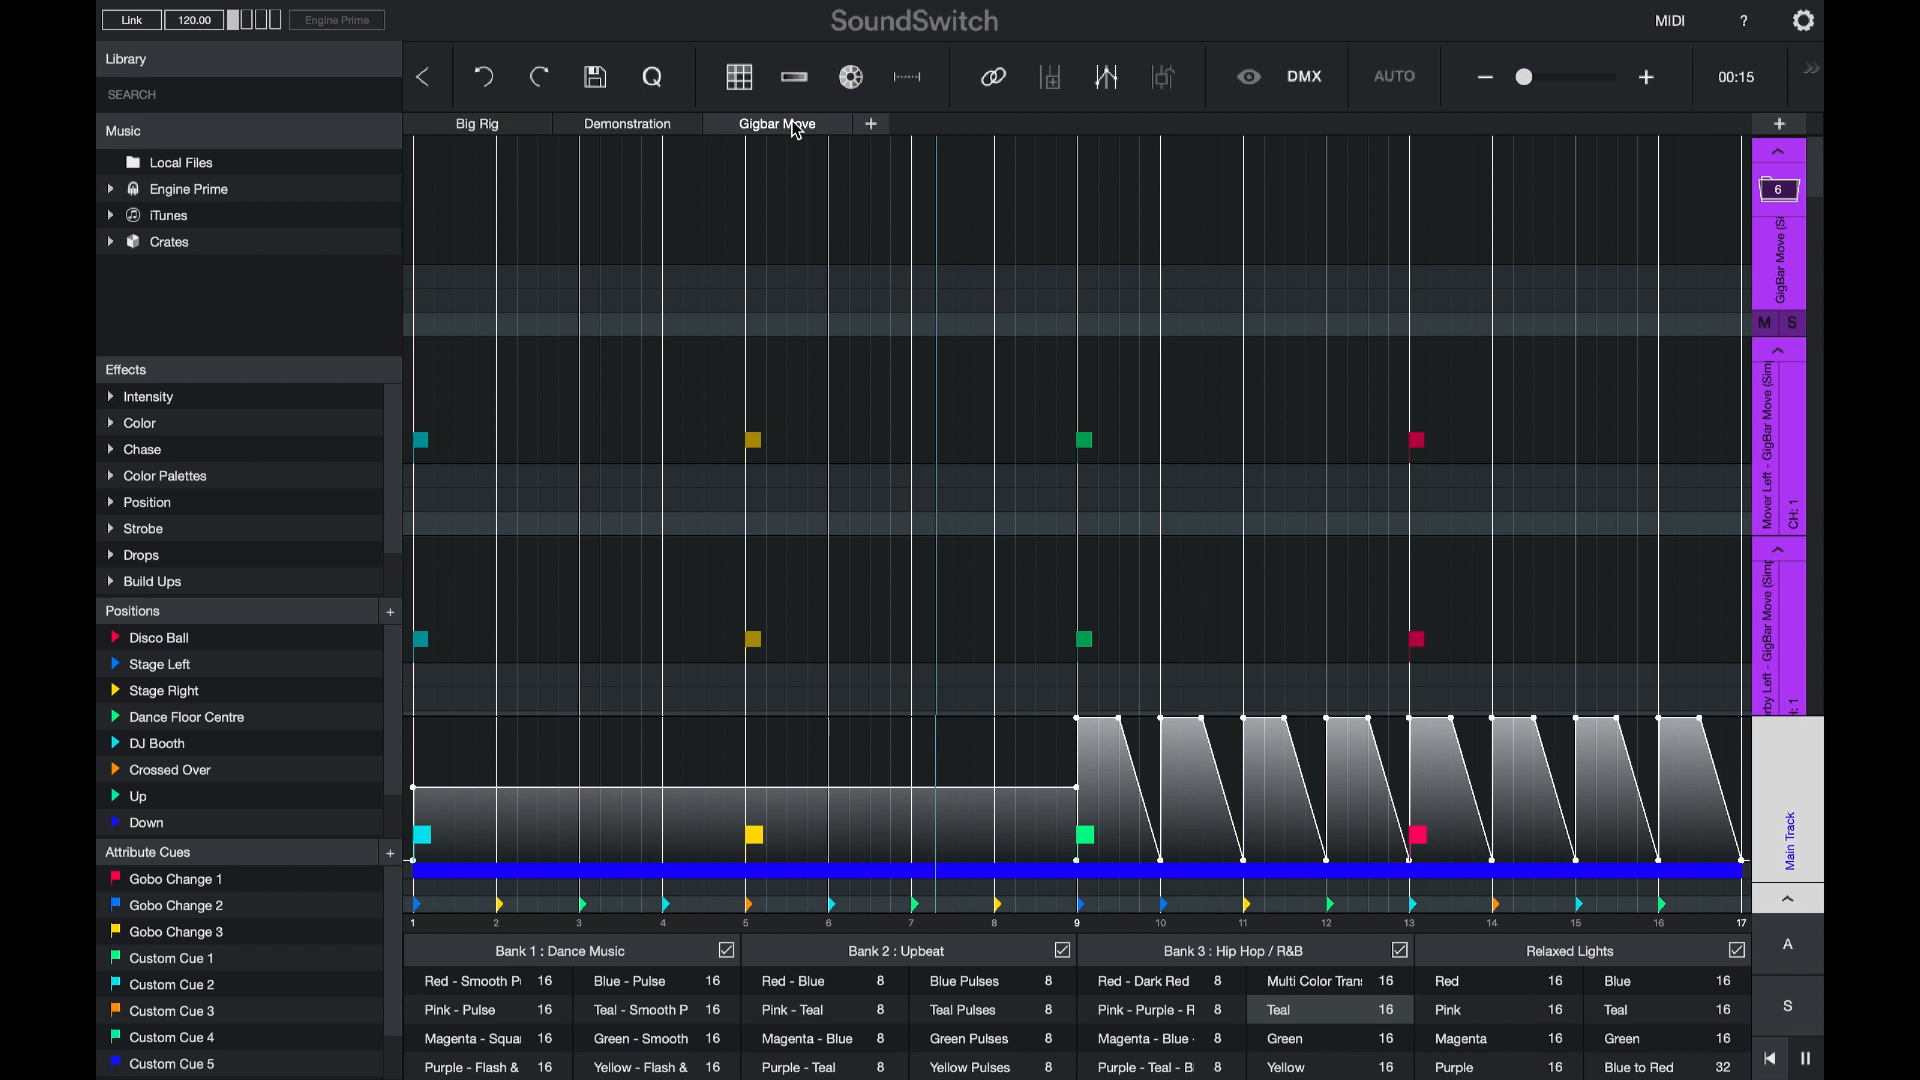 Link 120.00 Engine Prime SoundSwitch MIDI ?
Library
SEARCH
Q DMX AUTO 00:15
Big Rig Demonstration Gigbar Move +
Music
Local Files
Engine Prime
iTunes
Crates
6
GigBar Move (Si
M S
Mover Left - GigBar Move (Sim
CH: 1
rby Left - GigBar Move (Simp
Main Track
Effects
Intensity
Color
Chase
Color Palettes
Position
Strobe
Drops
Build Ups
Positions +
Disco Ball
Stage Left
Stage Right
Dance Floor Centre
DJ Booth
Crossed Over
Up
Down
Attribute Cues +
Gobo Change 1
Gobo Change 2
Gobo Change 3
Custom Cue 1
Custom Cue 2
Custom Cue 3
Custom Cue 4
Custom Cue 5
1 2 3 4 5 6 7 8 9 10 11 12 13 14 15 16 17
Bank 1 : Dance Music Bank 2 : Upbeat Bank 3 : Hip Hop / R&B Relaxed Lights A
Red - Smooth P 16 Blue - Pulse 16 Red - Blue 8 Blue Pulses 8 Red - Dark Red 8 Multi Color Tran 16 Red 16 Blue 16
Pink - Pulse 16 Teal - Smooth P 16 Pink - Teal 8 Teal Pulses 8 Pink - Purple - R 8 Teal 16 Pink 16 Teal 16 S
Magenta - Squa 16 Green - Smooth 16 Magenta - Blue 8 Green Pulses 8 Magenta - Blue - 8 Green 16 Magenta 16 Green 16
Purple - Flash & 16 Yellow - Flash & 16 Purple - Teal 8 Yellow Pulses 8 Purple - Teal - B 8 Yellow 16 Purple 16 Blue to Red 32